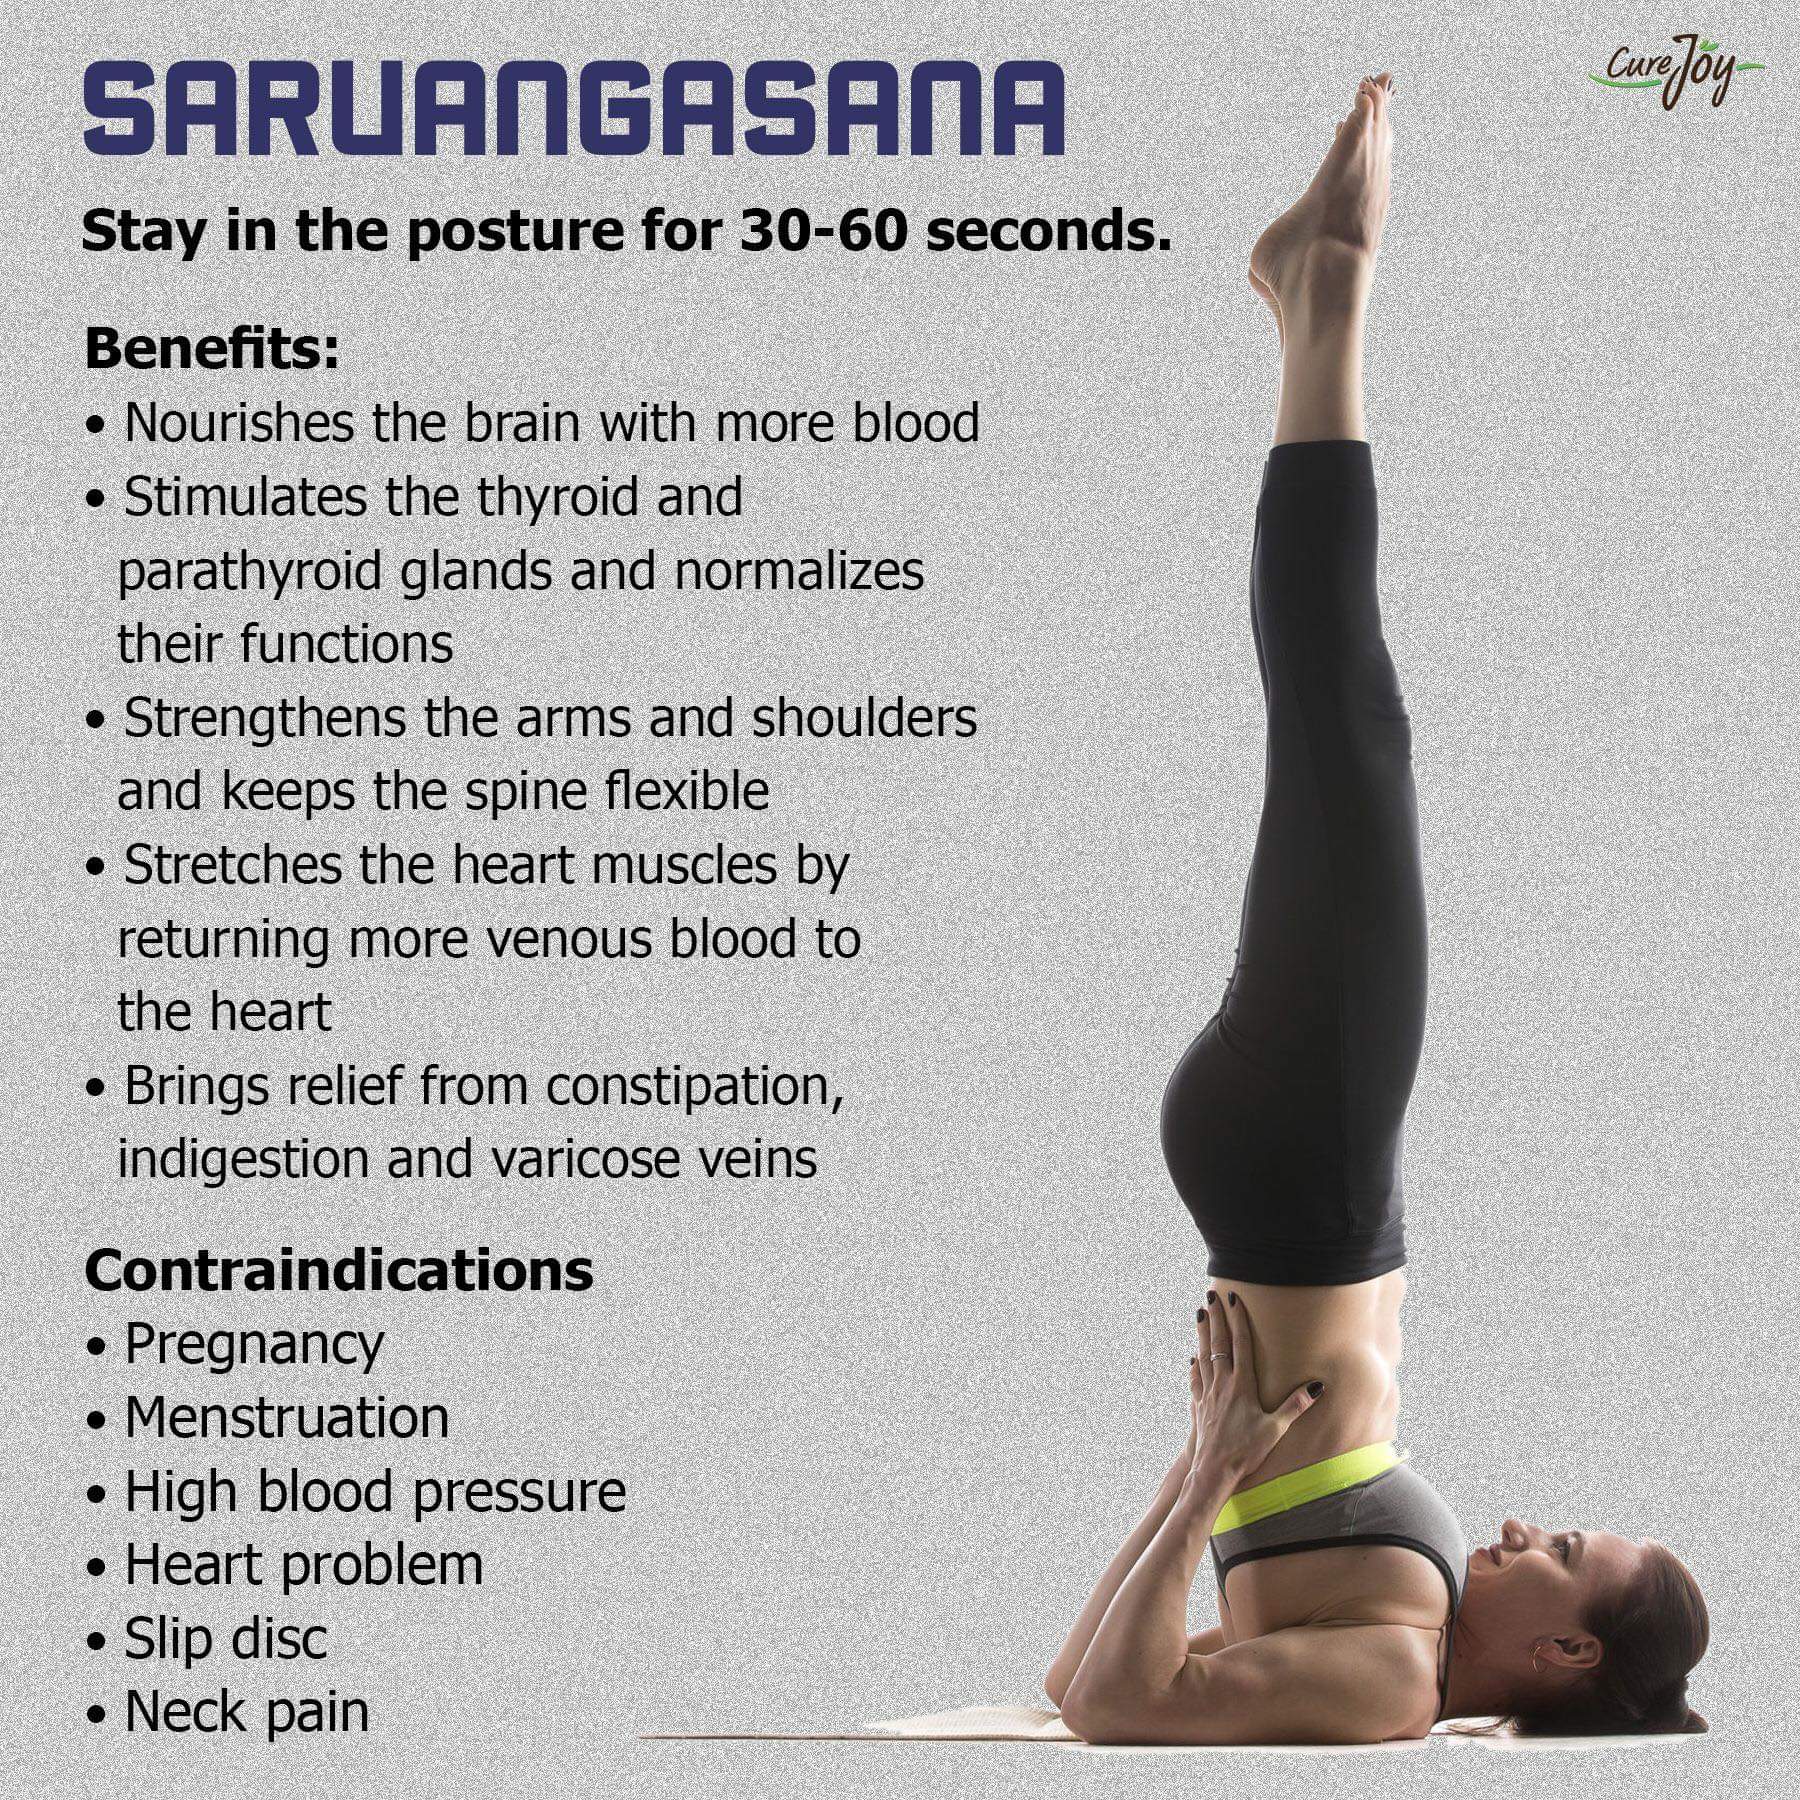 SARVANGASANA
CureJoy
Stay in the posture for 30-60 seconds.
Benefits:
• Nourishes the brain with more blood
• Stimulates the thyroid and
parathyroid glands and normalizes
their functions
• Strengthens the arms and shoulders
and keeps the spine flexible
• Stretches the heart muscles by
returning more venous blood to
the heart
• Brings relief from constipation,
indigestion and varicose veins
Contraindications
• Pregnancy
• Menstruation
• High blood pressure
• Heart problem
• Slip disc
• Neck pain